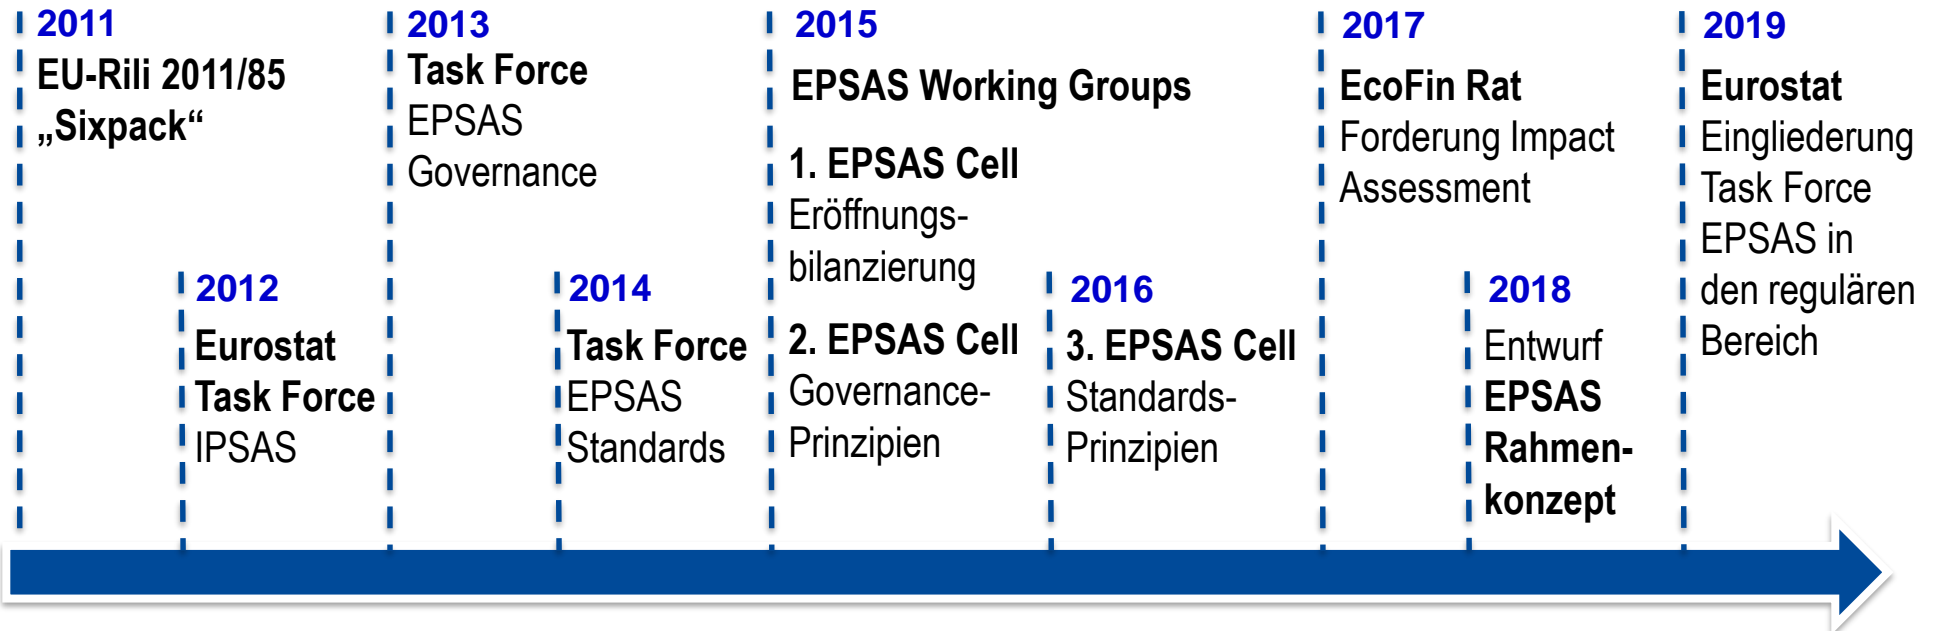 2011
EU-Rili 2011/85
„Sixpack“
2012
Eurostat
Task Force
IPSAS
2013
Task Force
EPSAS
Governance
2014
Task Force
EPSAS
Standards
2015
EPSAS Working Groups
1. EPSAS Cell
Eröffnungs-
bilanzierung
2. EPSAS Cell
Governance-
Prinzipien
2016
3. EPSAS Cell
Standards-
Prinzipien
2017
EcoFin Rat
Forderung Impact
Assessment
2018
Entwurf
EPSAS
Rahmen-
konzept
2019
Eurostat
Eingliederung
Task Force
EPSAS in
den regulären
Bereich